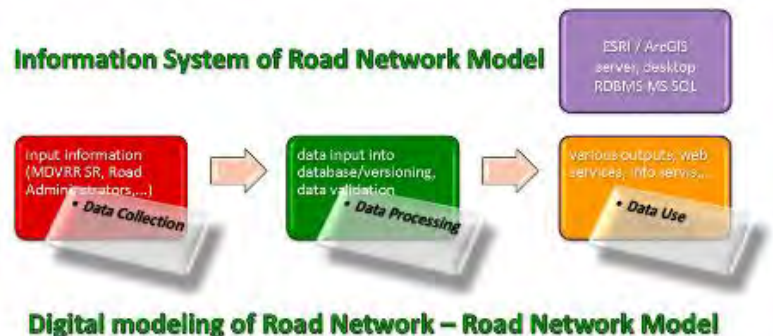 Information System of Road Network Model
ESRI / ArcGIS
server, desktop
RDBMS MS SQL
input information
(MDVRR SR, Road
Administrators,...)
• Data Collection
data input into
database/versioning,
data validation
• Data Processing
various outputs, web
services, info servis,...
• Data Use
Digital modeling of Road Network – Road Network Model